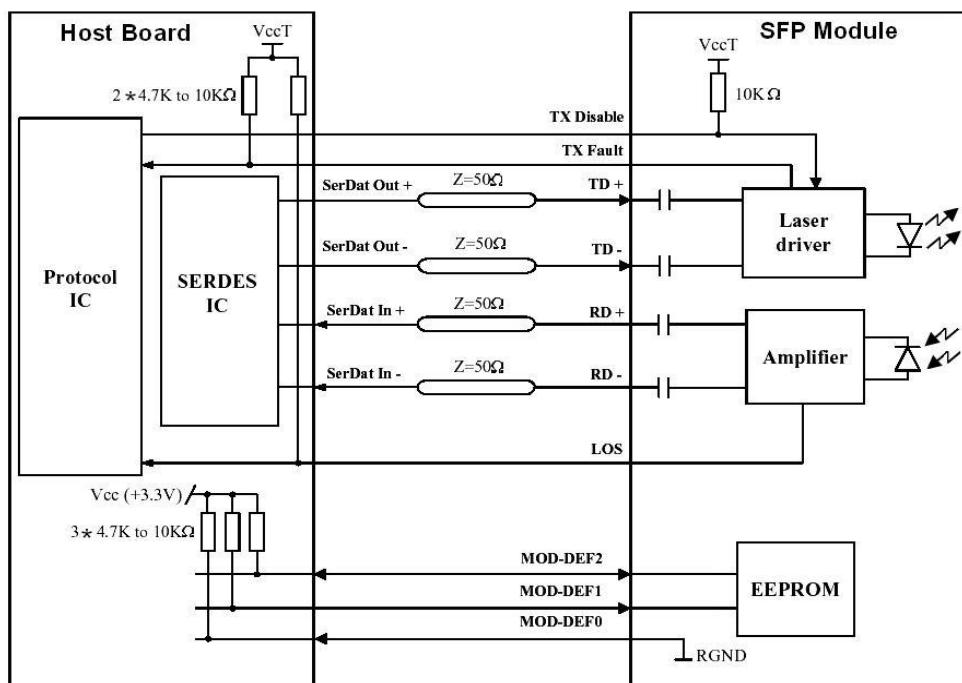 Host Board
SFP Module
VccT
VccT
2*4.7K to 10KΩ
10KΩ
TX Disable
TX Fault
SerDat Out +
Z=50Ω
TD +
SerDat Out -
Z=50Ω
TD -
SerDat In +
Z=50Ω
RD +
SerDat In -
Z=50Ω
RD -
LOS
Protocol
IC
SERDES
IC
Laser
driver
Amplifier
Vcc (+3.3V)
3*4.7K to 10KΩ
MOD-DEF2
MOD-DEF1
MOD-DEF0
EEPROM
RGND